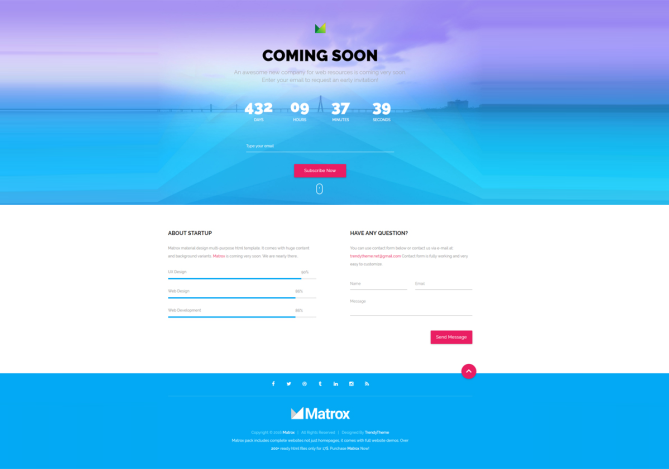 COMING SOON
An awesome new company for web resources is coming very soon!
Enter your email to request an early invitation!
432 09 37 39
DAYS HOURS MINUTES SECONDS
Type your email
Subscribe Now
ABOUT STARTUP
Matrox material design multi-purpose html template. It comes with huge content
and background variants. Matrox is coming very soon. We are nearly there.
UX Design 90%
Web Design
Web Development
HAVE ANY QUESTION?
You can use contact form below or contact us via e-mail at
trendytheme.net@gmail.com Contact form is fully working and very
easy to customize.
Name Email
Message
Send Message
Matrox
Copyright © 2016 Matrox | All Rights Reserved | Designed By TrendyTheme
Matrox pack includes complete websites not just homepages, it comes with full website demos. Over
200+ ready Html files only for 17$. Purchase Matrox Now!